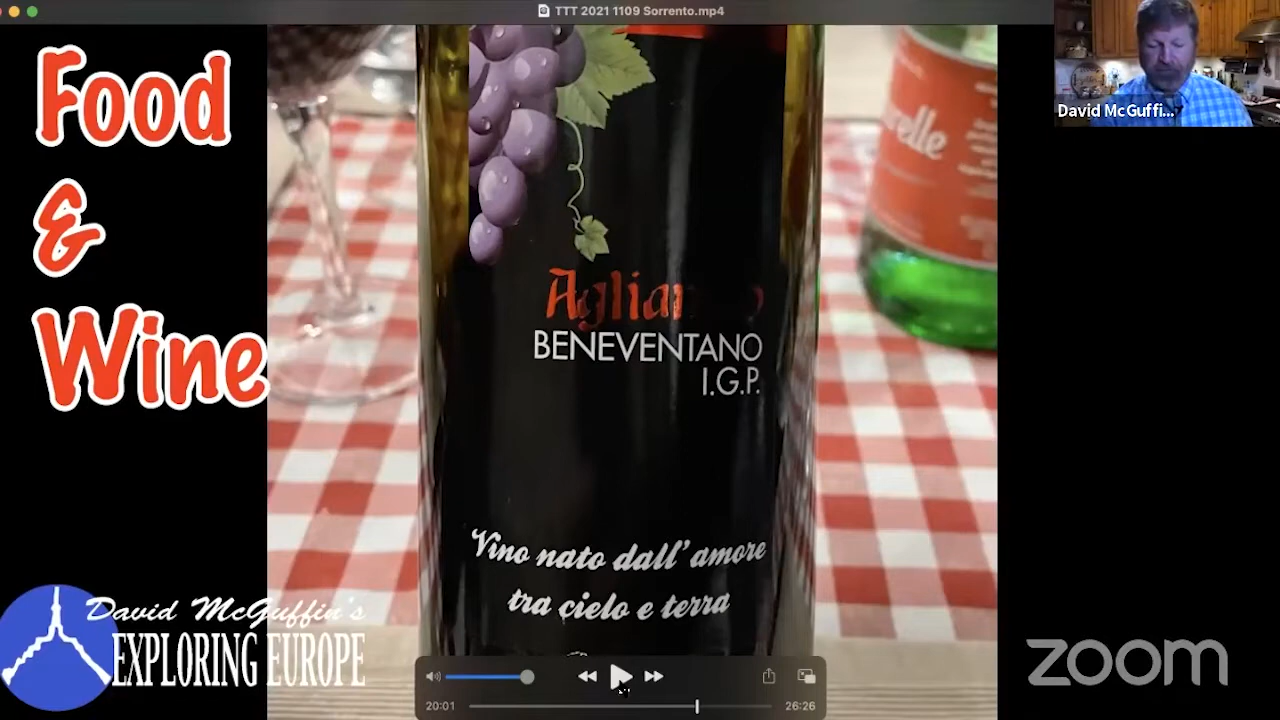 TTT 2021 1109 Sorrento.mp4
Food
&
Wine
David McGuffi...
BENEVENTANO
I.G.P.
Vino nato dall'amore
tra cielo e terra
David McGuffin's
EXPLORING EUROPE
20:01
26:26
zoom